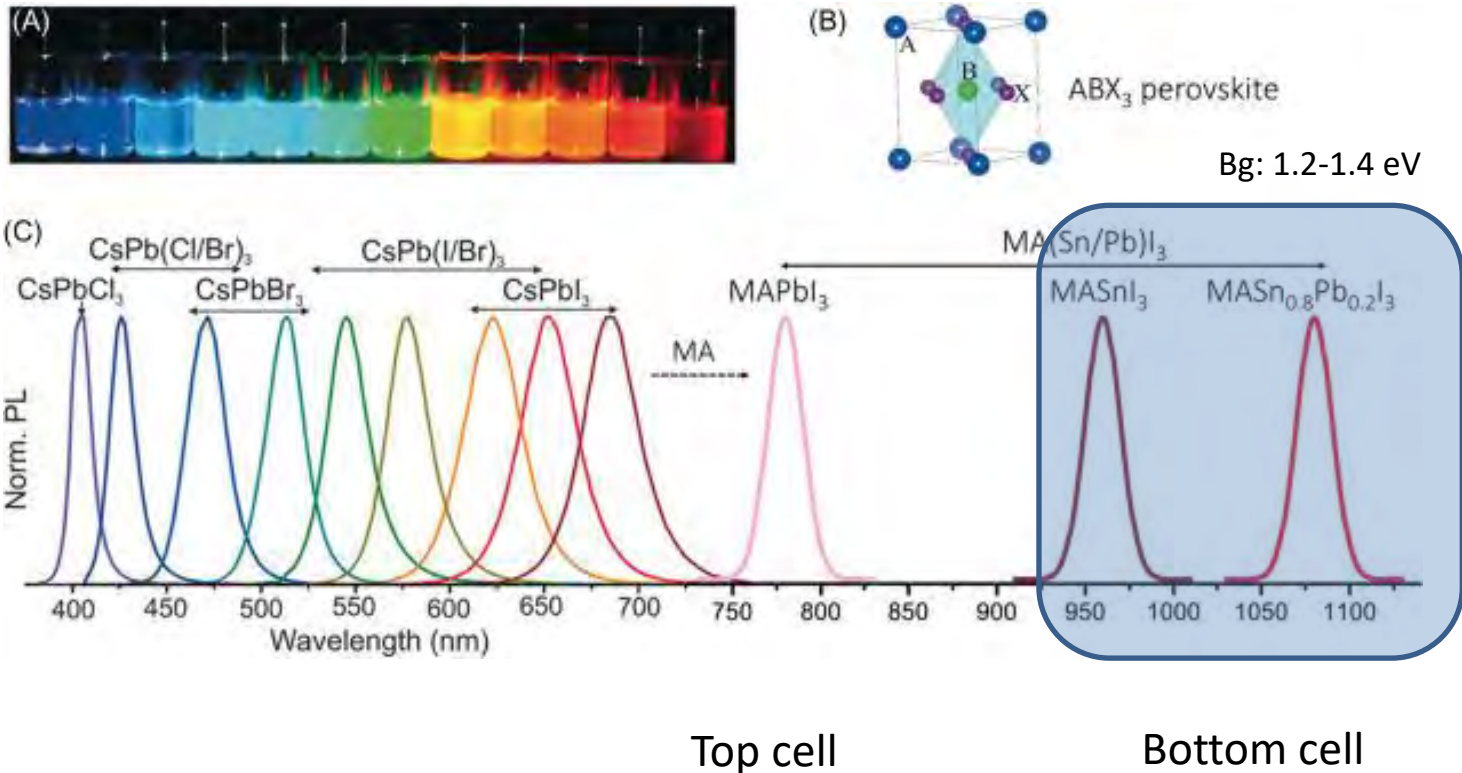 (A)
(B)
A
B
X
ABX₃ perovskite
Bg: 1.2-1.4 eV
(C)
CsPb(Cl/Br)₃
CsPb(I/Br)₃
MA(Sn/Pb)I₃
CsPbCl₃
CsPbBr₃
CsPbI₃
MAPbI₃
MASnI₃
MASn₀.₈Pb₀.₂I₃
MA
Norm. PL
400 450 500 550 600 650 700 750 800 850 900 950 1000 1050 1100
Wavelength (nm)
Top cell
Bottom cell